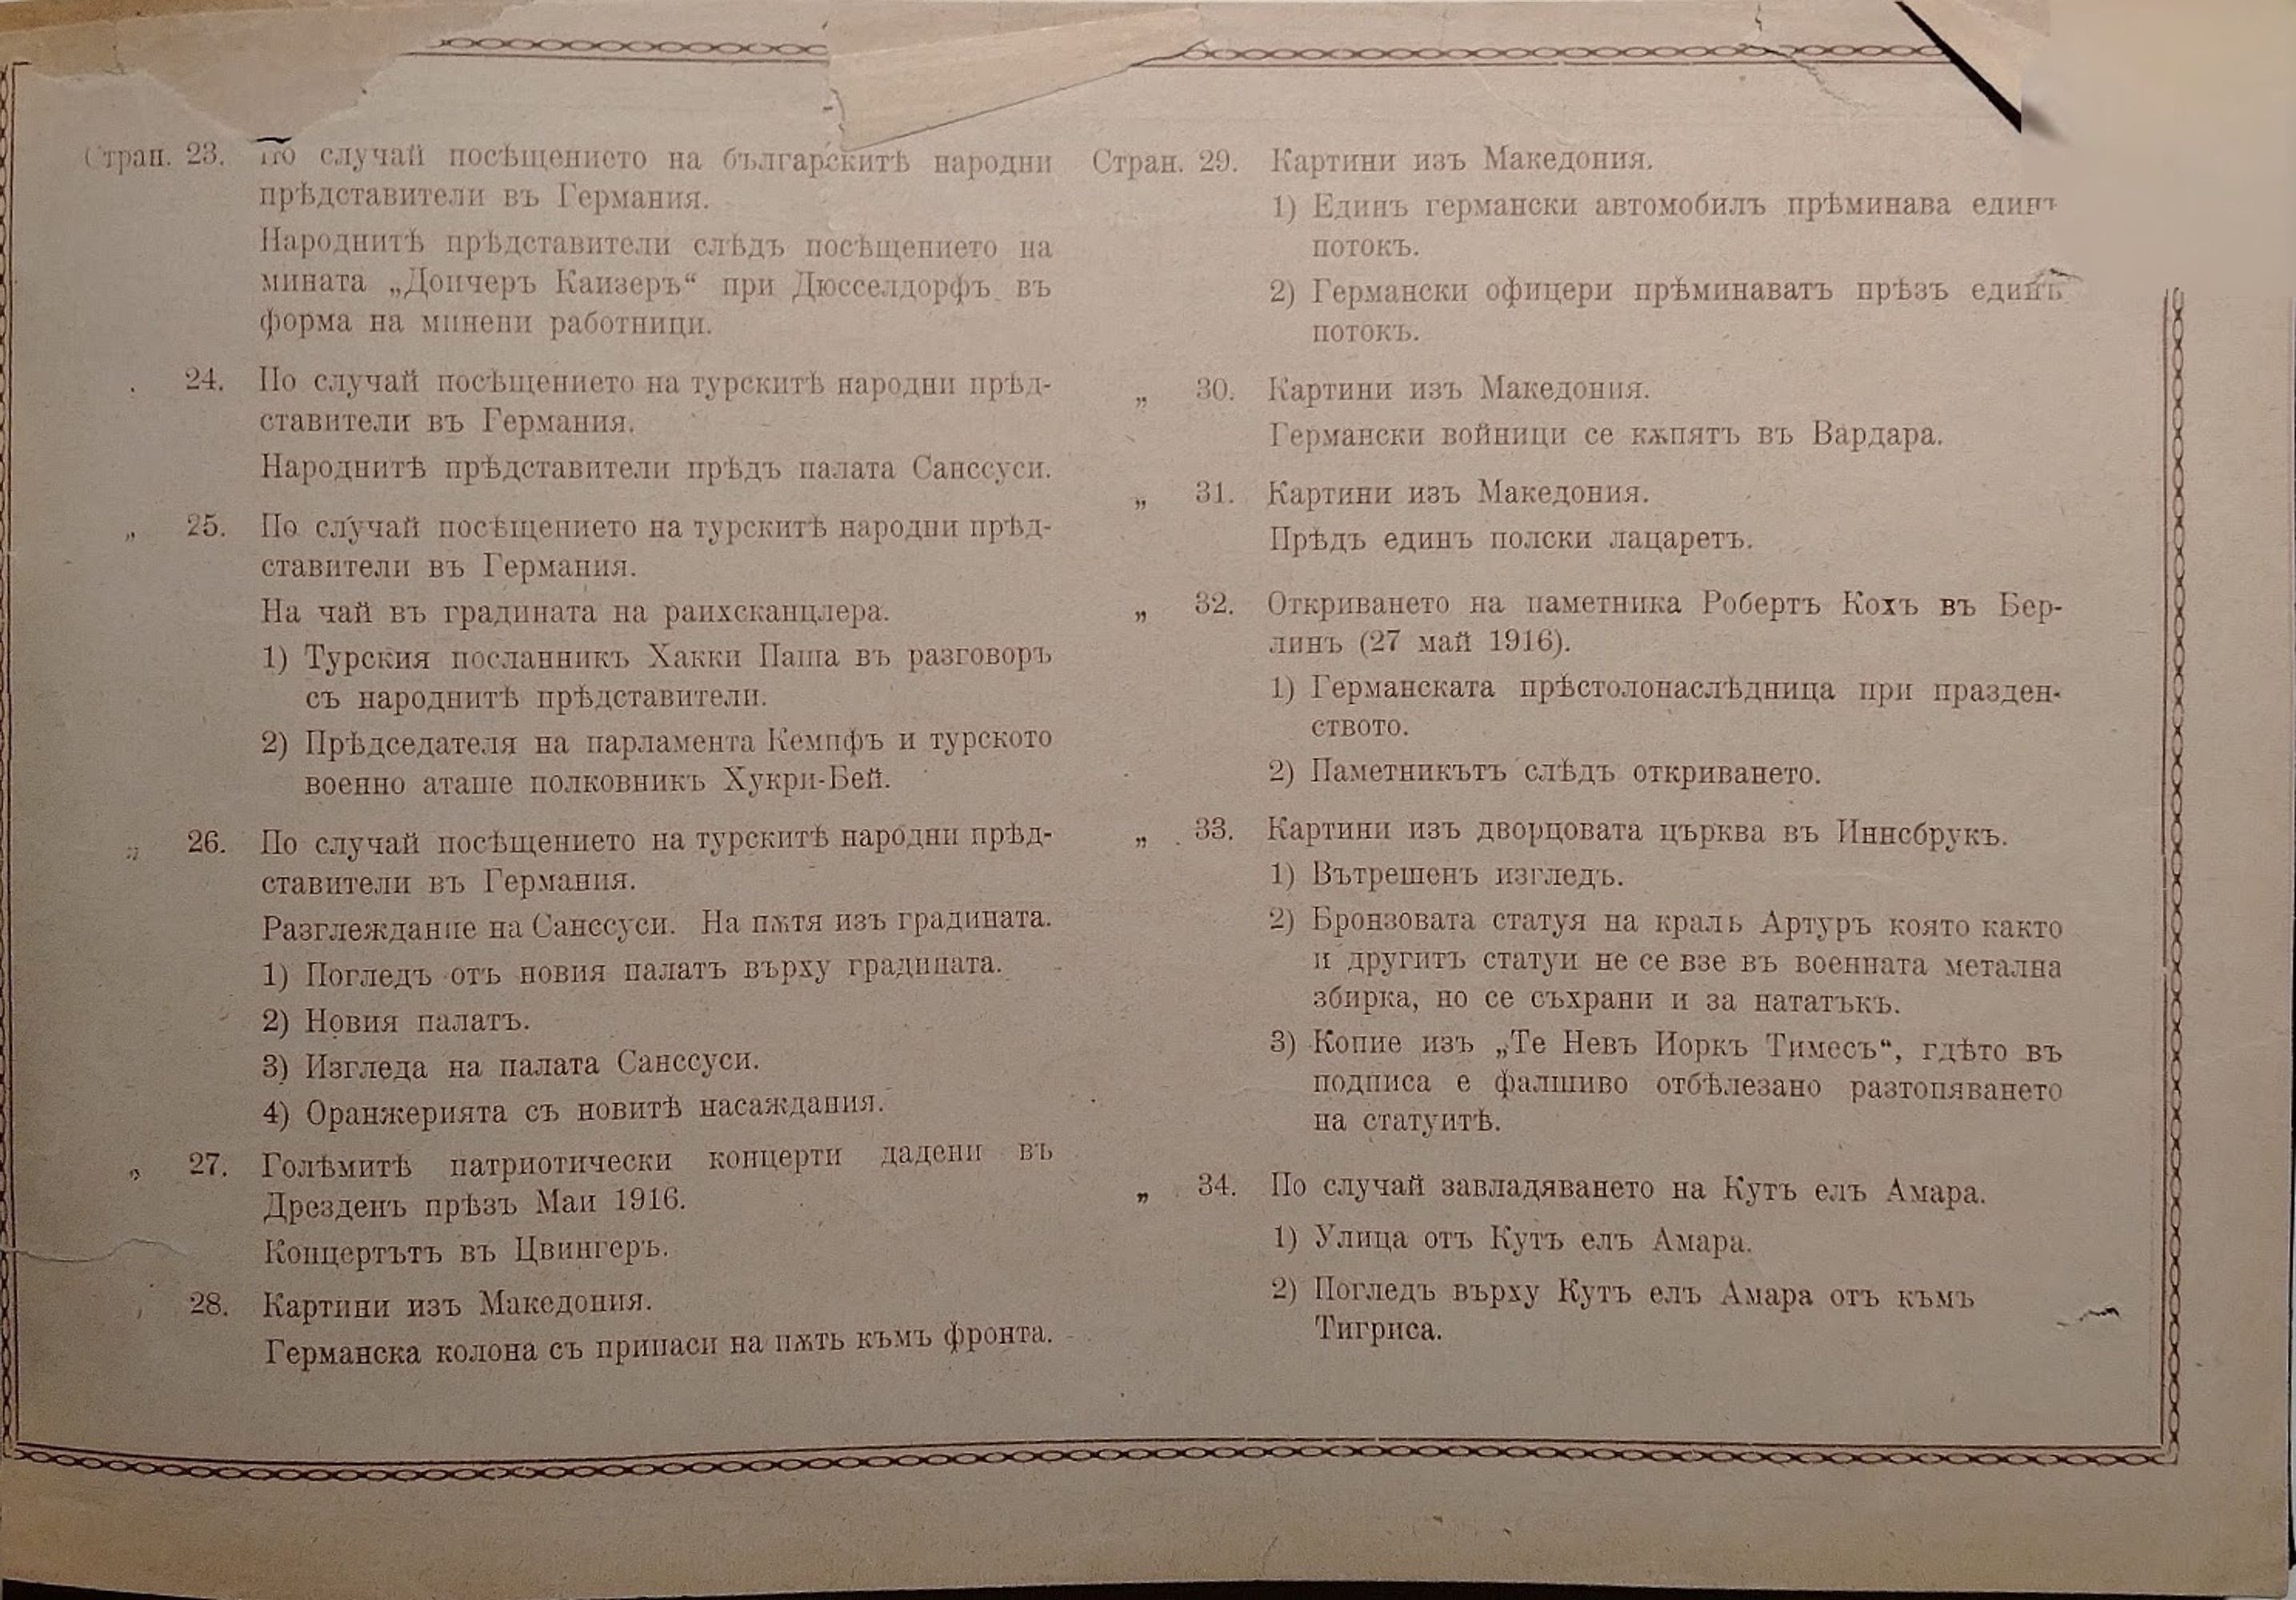 Стран. 23. По случай посѣщението на българскитѣ народни
прѣдставители въ Германия.
Народнитѣ прѣдставители слѣдъ посѣщението на
мината „Дойчеръ Каизеръ“ при Дюсселдорфъ въ
форма на минени работници.
24. По случай посѣщението на турскитѣ народни прѣд-
ставители въ Германия.
Народнитѣ прѣдставители прѣдъ палата Санссуси.
„ 25. По случай посѣщението на турскитѣ народни прѣд-
ставители въ Германия.
На чай въ градината на раихсканцлера.
1) Турския посланникъ Хакки Паша въ разговоръ
съ народнитѣ прѣдставители.
2) Прѣдседателя на парламента Кемпфъ и турското
военно аташе полковникъ Хукри-Бей.
„ 26. По случай посѣщението на турскитѣ народни прѣд-
ставители въ Германия.
Разглеждание на Санссуси. На пѫтя изъ градината.
1) Погледъ отъ новия палатъ върху градината.
2) Новия палатъ.
3) Изгледа на палата Санссуси.
4) Оранжерията съ новитѣ насаждания.
„ 27. Голѣмитѣ патриотически концерти дадени въ
Дрезденъ прѣзъ Маи 1916.
Концертътъ въ Цвингеръ.
28. Картини изъ Македония.
Германска колона съ припаси на пѫть към​ъ фронта.
Стран. 29. Картини изъ Македония.
1) Единъ германски автомобилъ прѣминава единъ
потокъ.
2) Германски офицери прѣминаватъ прѣзъ единъ
потокъ.
„ 30. Картини изъ Македония.
Германски войници се кѫпятъ въ Вардара.
„ 31. Картини изъ Македония.
Прѣдъ единъ полски лацаретъ.
„ 32. Откриването на паметника Робертъ Кохъ въ Бер-
линъ (27 май 1916).
1) Германската прѣстолонаслѣдница при празден-
ството.
2) Паметникътъ слѣдъ откриването.
„ 33. Картини изъ дворцовата църква въ Иннсбрукъ.
1) Вътрешенъ изгледъ.
2) Бронзовата статуя на краль Артуръ която както
и другитъ статуи не се взе въ военната метална
збирка, но се съхрани и за нататъкъ.
3) Копие изъ „Те Невъ Иоркъ Тимесъ“, гдѣто въ
подписа е фалшиво отбѣлезано разтопяването
на статуитѣ.
„ 34. По случай завладяването на Кутъ елъ Амара.
1) Улица отъ Кутъ елъ Амара.
2) Погледъ върху Кутъ елъ Амара отъ къмъ
Тигриса.